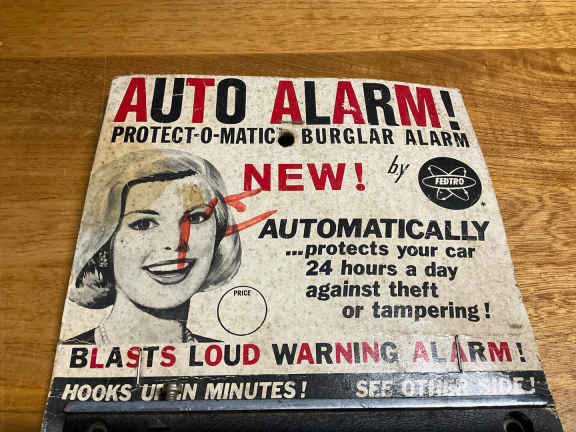 AUTO ALARM!
PROTECT-O-MATIC BURGLAR ALARM
NEW! by FEDTRO
AUTOMATICALLY
...protects your car
24 hours a day
against theft
or tampering!
PRICE
BLASTS LOUD WARNING ALARM!
HOOKS IN MINUTES! SEE OTHER SIDE!